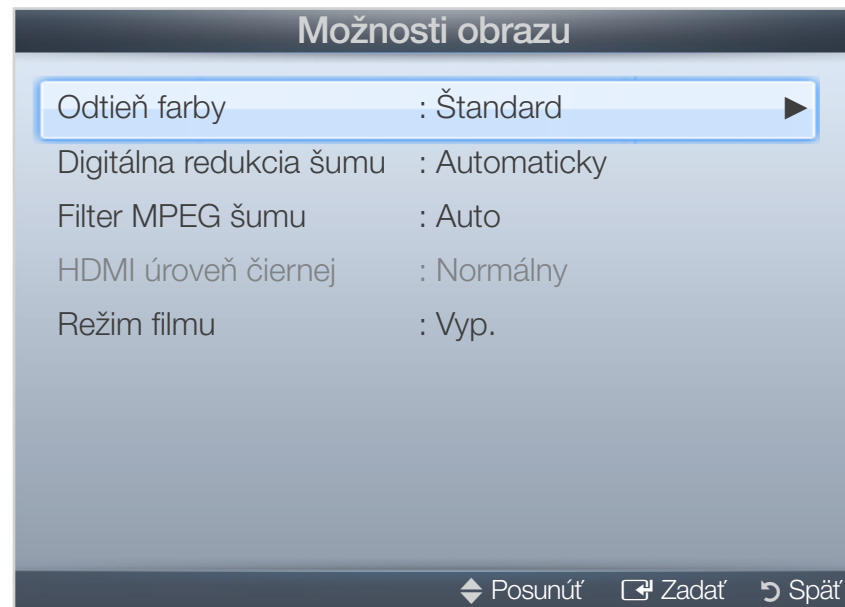 Možnosti obrazu
Odtieň farby : Štandard ►
Digitálna redukcia šumu : Automaticky
Filter MPEG šumu : Auto
HDMI úroveň čiernej : Normálny
Režim filmu : Vyp.
Posunúť Zadať Späť